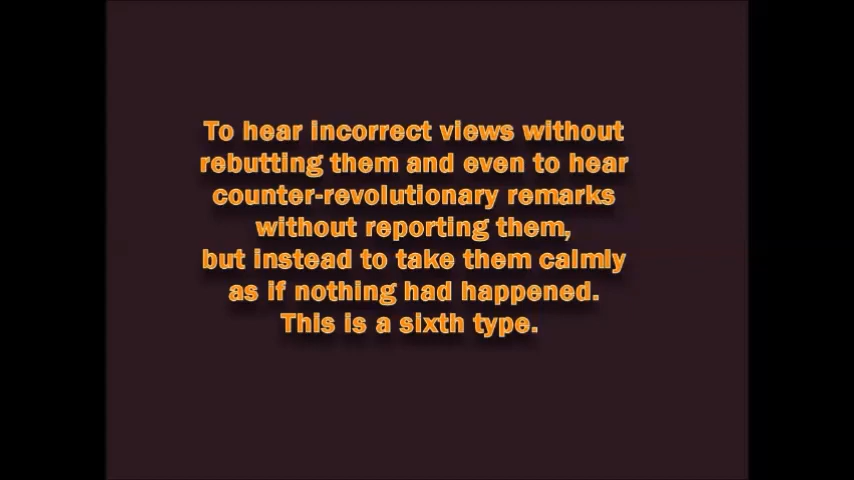 To hear incorrect views without
rebutting them and even to hear
counter-revolutionary remarks
without reporting them,
but instead to take them calmly
as if nothing had happened.
This is a sixth type.